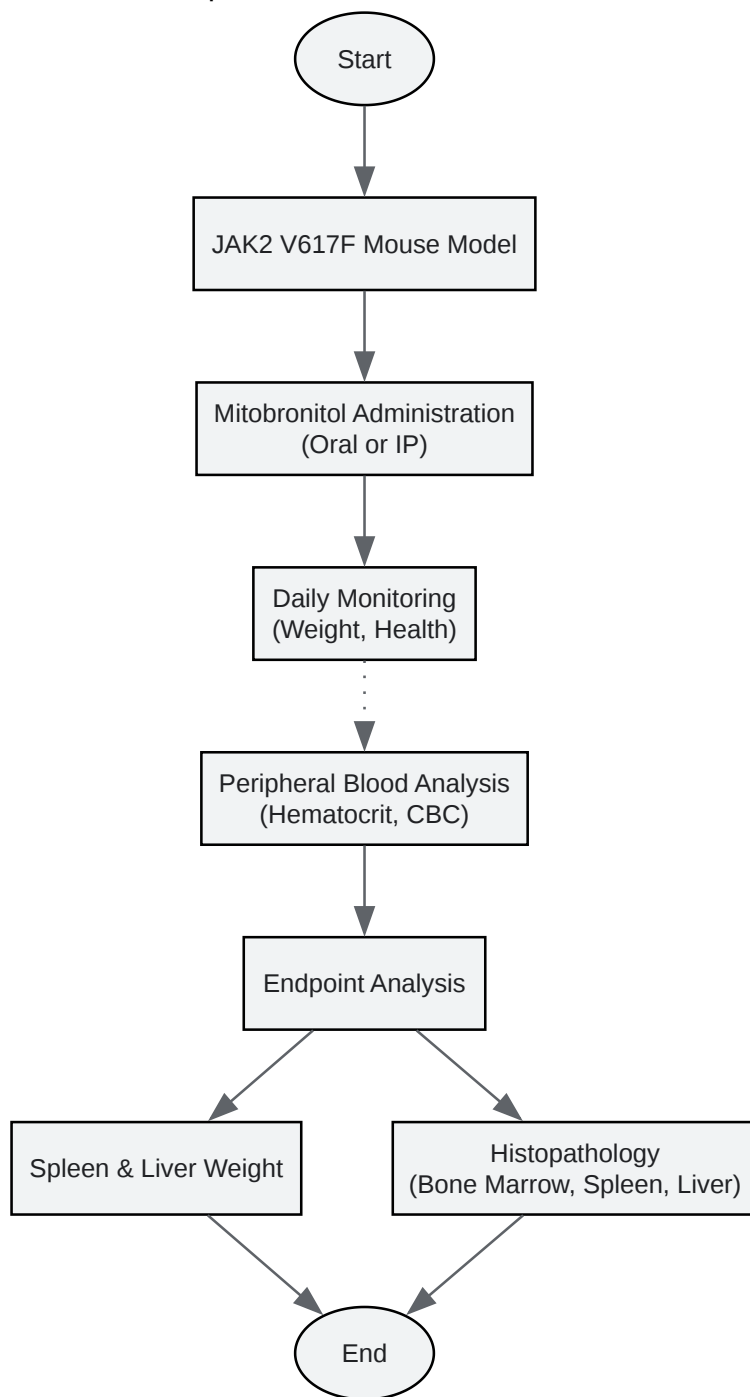 Start
JAK2 V617F Mouse Model
Mitobronitol Administration
(Oral or IP)
Daily Monitoring
(Weight, Health)
Peripheral Blood Analysis
(Hematocrit, CBC)
Endpoint Analysis
Spleen & Liver Weight
Histopathology
(Bone Marrow, Spleen, Liver)
End